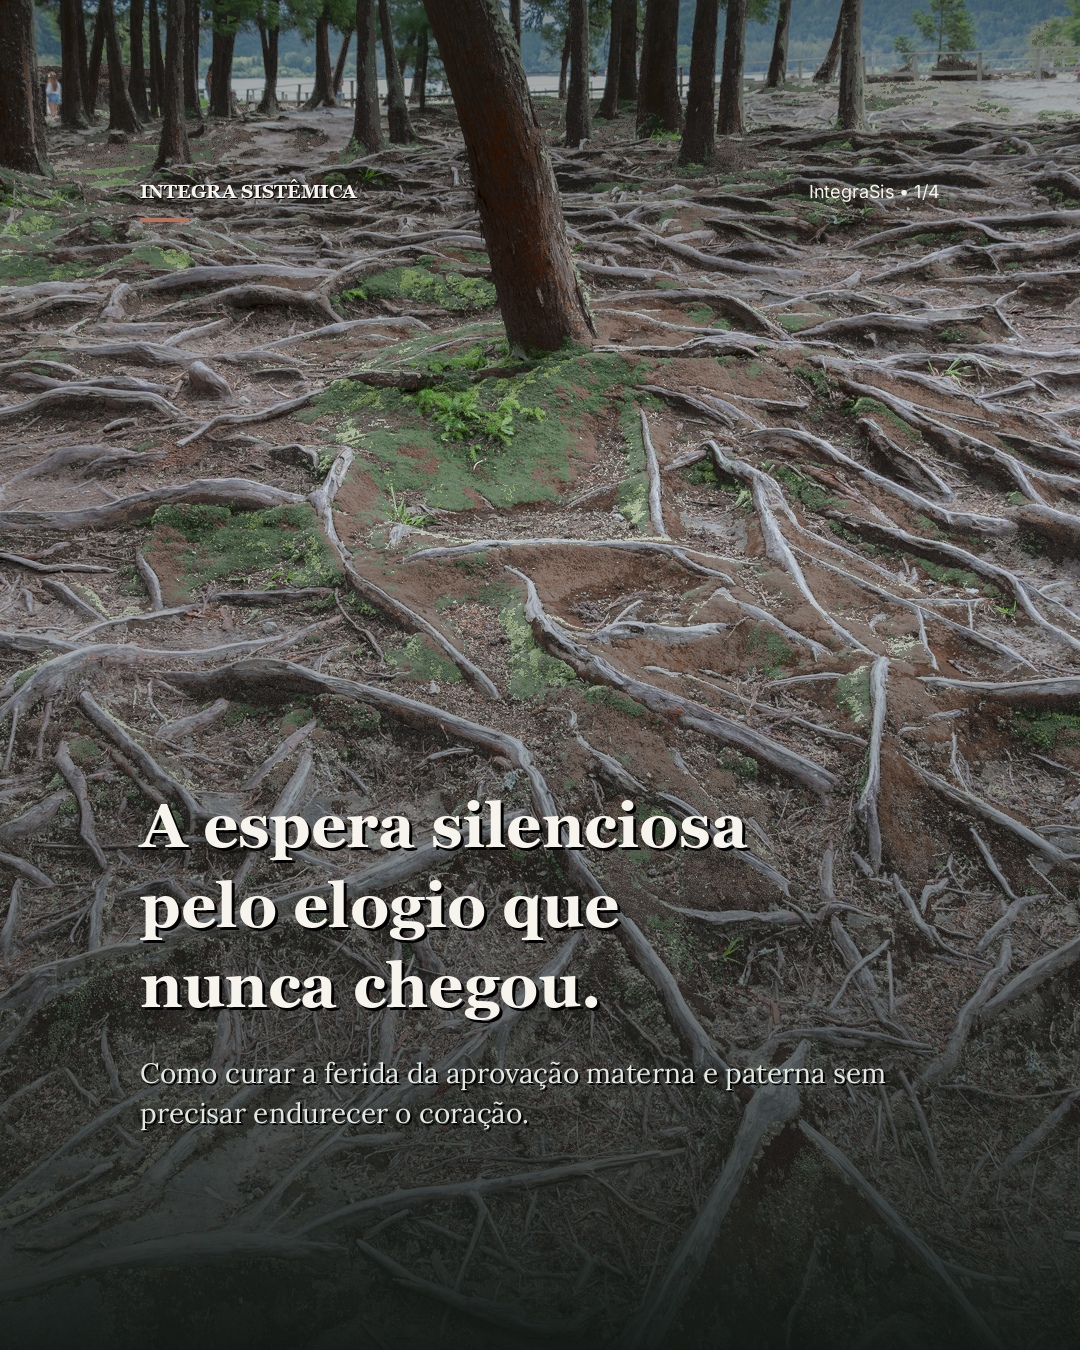 INTEGRA SISTÊMICA
IntegraSis • 1/4
A espera silenciosa
pelo elogio que
nunca chegou.
Como curar a ferida da aprovação materna e paterna sem
precisar endurecer o coração.